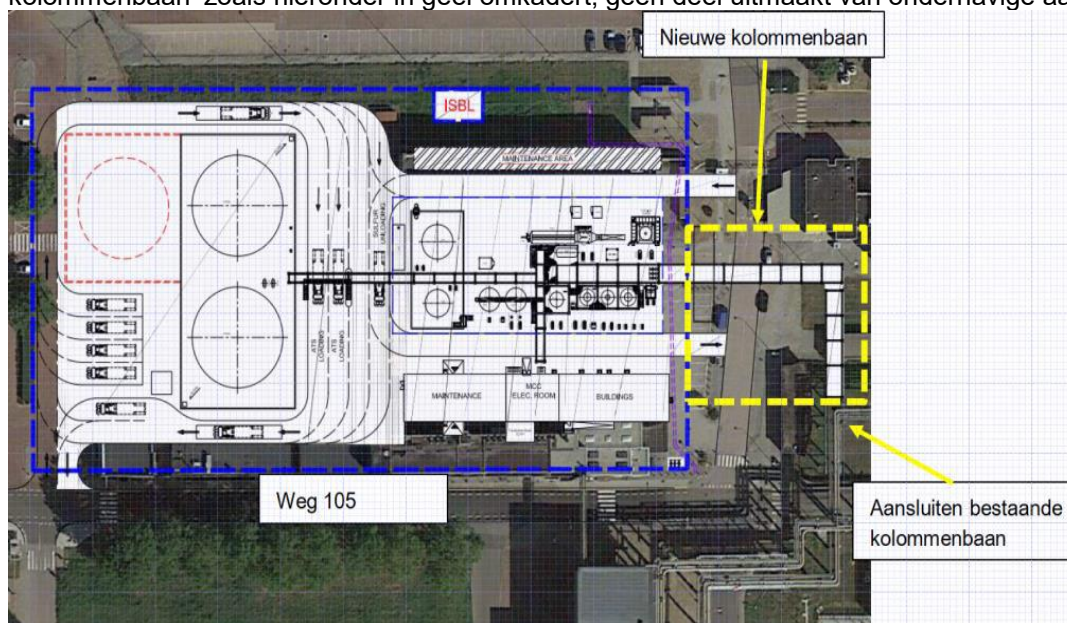 kolommenbaan zoals hieronder in geel omkaderd, geen deel uitmaakt van onderhavige aa
Nieuwe kolommenbaan
ISBL
MAINTENANCE AREA
SULFUR
UNLOADING
ATS
LOADING
ATS
LOADING
MAINTENANCE
MCC
ELEC. ROOM
BUILDINGS
Weg 105
Aansluiten bestaande
kolommenbaan